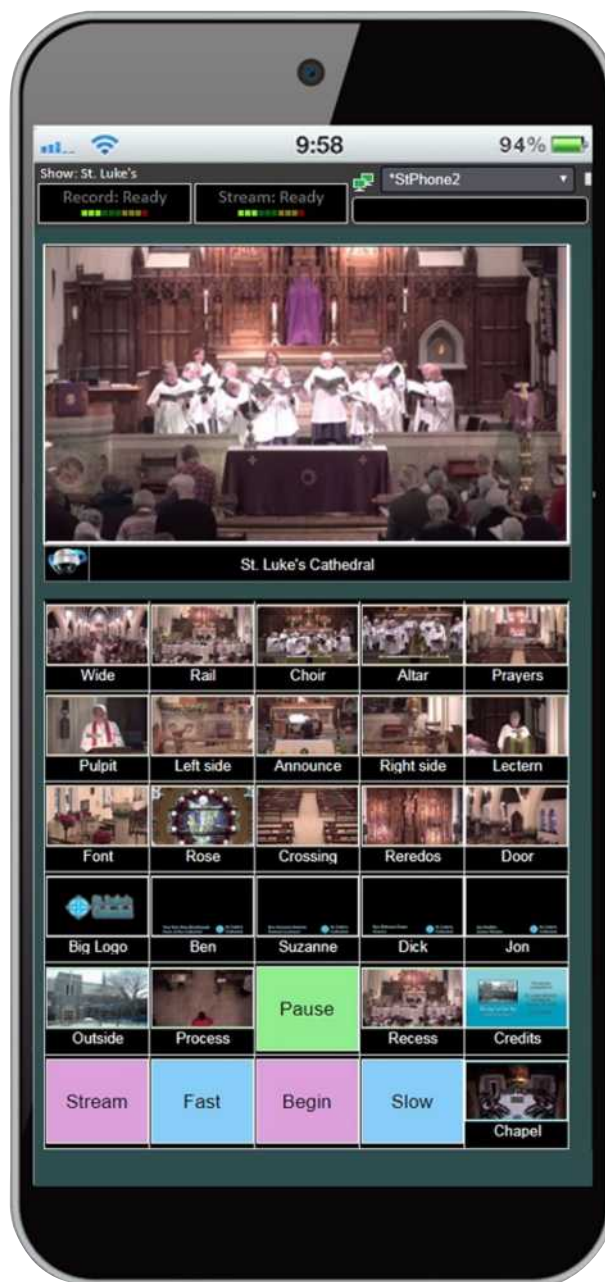 9:58
94%
Show: St. Luke's
*StPhone2
Record: Ready
Stream: Ready
St. Luke's Cathedral
Wide Rail Choir Altar Prayers
Pulpit Left side Announce Right side Lectern
Font Rose Crossing Reredos Door
Big Logo Ben Suzanne Dick Jon
Pause
Outside Process Recess Credits
Stream Fast Begin Slow
Chapel